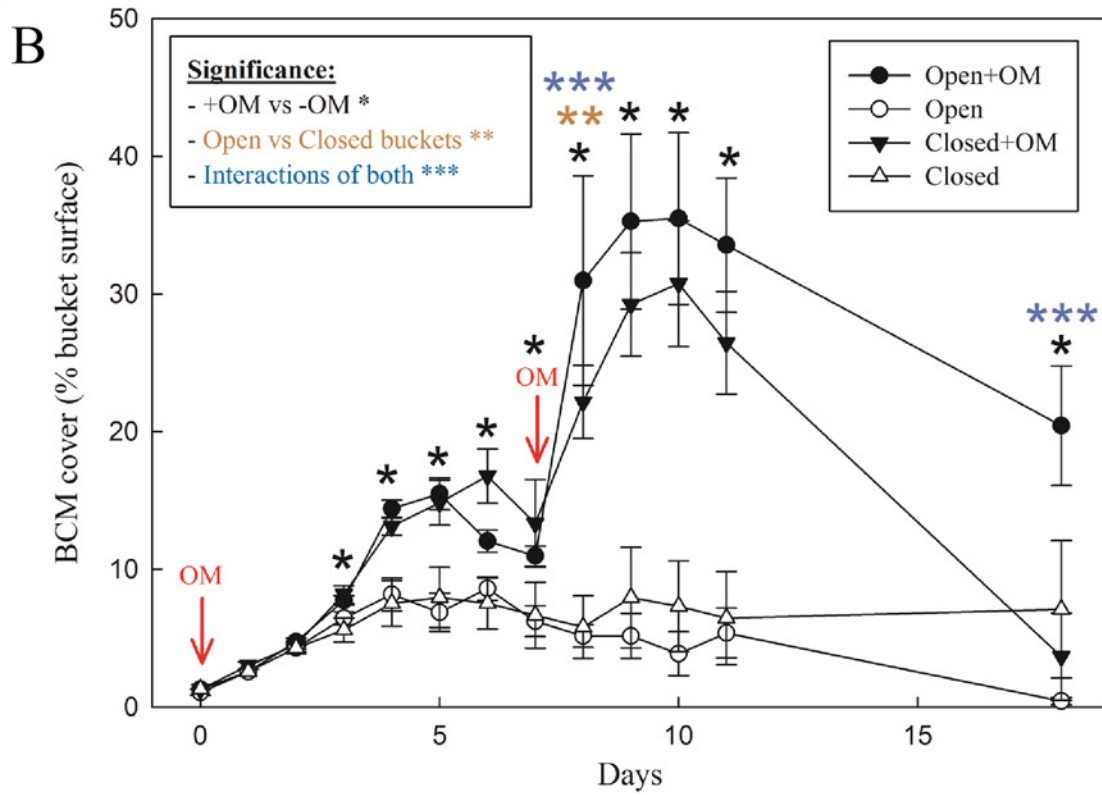 B
Significance:
- +OM vs -OM *
- Open vs Closed buckets **
- Interactions of both ***
Open+OM
Open
Closed+OM
Closed
BCM cover (% bucket surface)
50
40
30
20
10
0
OM
*
*
*
*
*
OM
***
**
*
*
*
*
***
*
0
5
10
15
Days